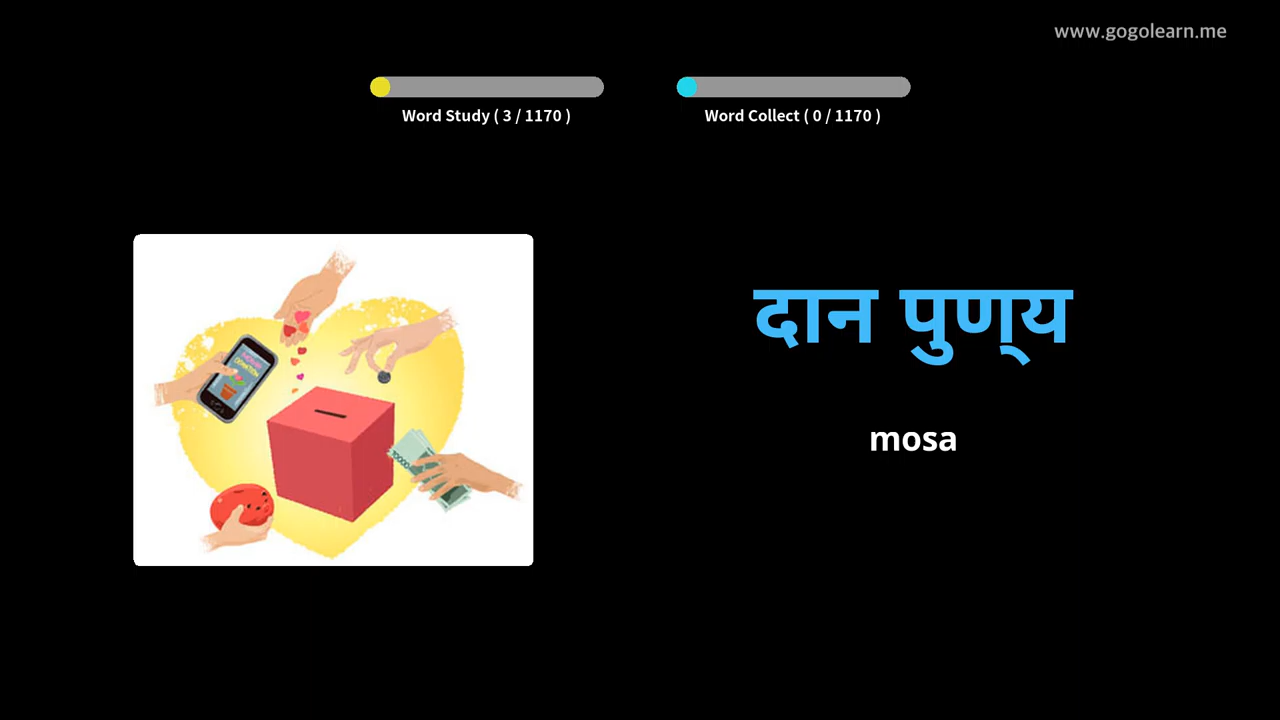 www.gogolearn.me
Word Study ( 3 / 1170 )
Word Collect ( 0 / 1170 )
दान पुण्य
mosa